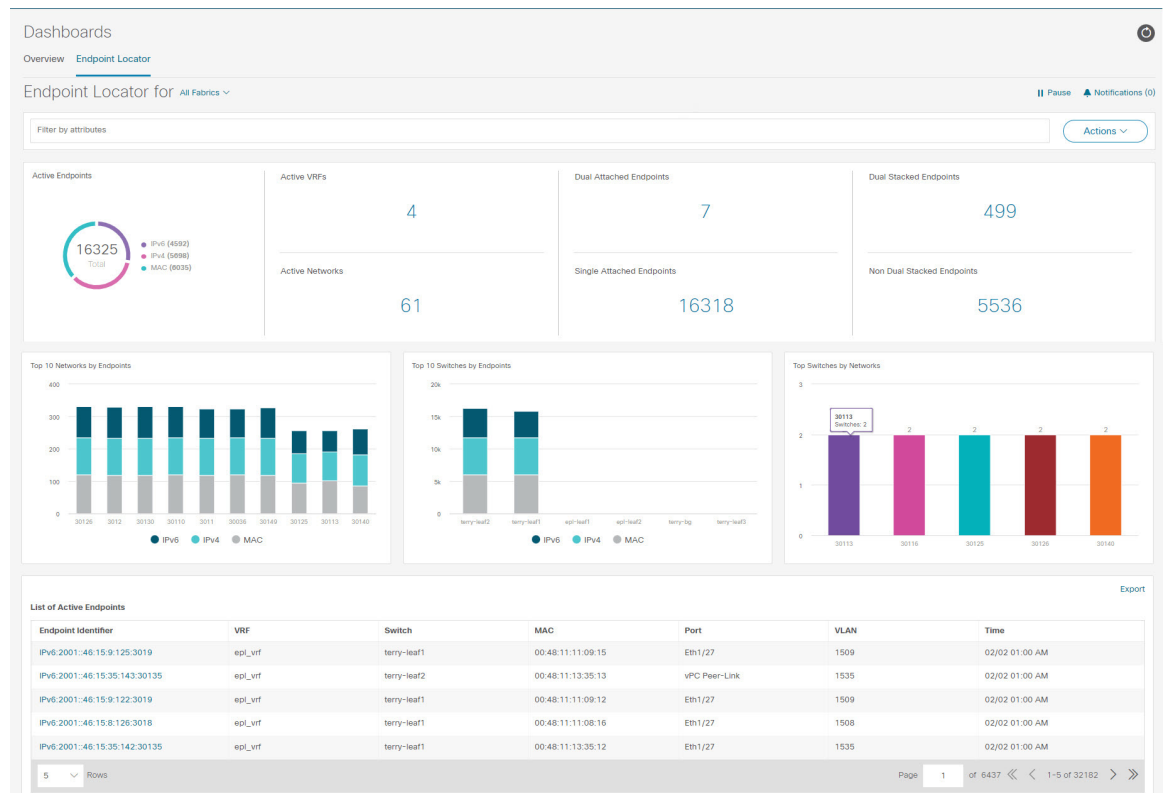 Dashboards
Overview Endpoint Locator
Endpoint Locator for All Fabrics
Pause Notifications (0)
Filter by attributes
Actions
Active Endpoints
16325
Total
IPv6 (4592)
IPv4 (5698)
MAC (6035)
Active VRFs
4
Dual Attached Endpoints
7
Dual Stacked Endpoints
499
Active Networks
61
Single Attached Endpoints
16318
Non Dual Stacked Endpoints
5536
Top 10 Networks by Endpoints
400
300
200
100
0
30126 3012 30130 30110 3011 30036 30149 30125 30113 30140
IPv6 IPv4 MAC
Top 10 Switches by Endpoints
20k
15k
10k
5k
0
terry-leaf2 terry-leaf1 epl-leaf1 epl-leaf2 terry-bg terry-leaf3
IPv6 IPv4 MAC
Top Switches by Networks
3
2
1
0
30113
Switches: 2
2 2 2 2
30113 30116 30125 30126 30140
Export
List of Active Endpoints
Endpoint Identifier VRF Switch MAC Port VLAN Time
IPv6:2001::46:15:9:125:3019 epl_vrf terry-leaf1 00:48:11:11:09:15 Eth1/27 1509 02/02 01:00 AM
IPv6:2001::46:15:35:143:30135 epl_vrf terry-leaf2 00:48:11:13:35:13 vPC Peer-Link 1535 02/02 01:00 AM
IPv6:2001::46:15:9:122:3019 epl_vrf terry-leaf1 00:48:11:11:09:12 Eth1/27 1509 02/02 01:00 AM
IPv6:2001::46:15:8:126:3018 epl_vrf terry-leaf1 00:48:11:11:08:16 Eth1/27 1508 02/02 01:00 AM
IPv6:2001::46:15:35:142:30135 epl_vrf terry-leaf1 00:48:11:13:35:12 Eth1/27 1535 02/02 01:00 AM
5 Rows
Page 1 of 6437 1-5 of 32182